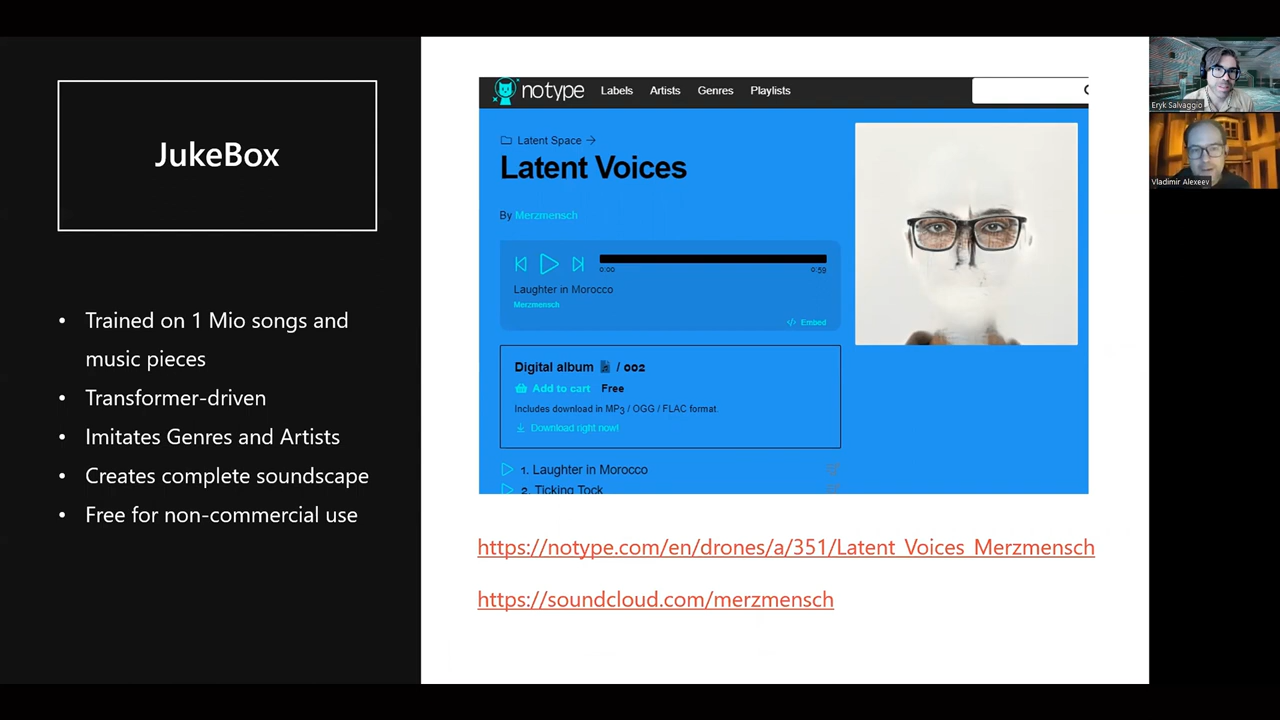 JukeBox
• Trained on 1 Mio songs and
music pieces
• Transformer-driven
• Imitates Genres and Artists
• Creates complete soundscape
• Free for non-commercial use
notype Labels Artists Genres Playlists
Latent Space →
Latent Voices
By Merzmensch
0:00 0:59
Laughter in Morocco
Merzmensch
</> Embed
Digital album / 002
Add to cart Free
Includes download in MP3 / OGG / FLAC format.
Download right now!
1. Laughter in Morocco
2. Ticking Tock
https://notype.com/en/drones/a/351/Latent_Voices_Merzmensch
https://soundcloud.com/merzmensch
Eryk Salvaggio
Vladimir Alexeev